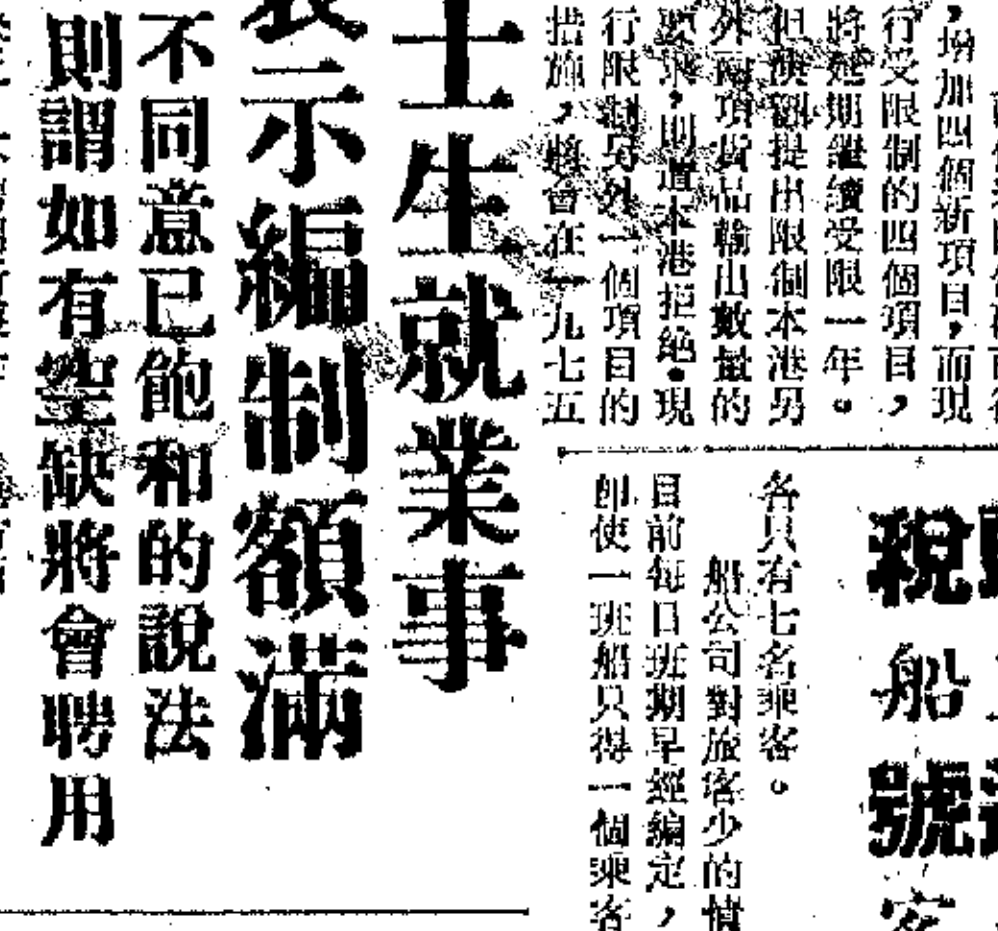 ，增加四個新項目，而現
行受限制的四個項目，
將延期繼續受限一年。
但澳願提出限制本港另
外兩項貨品輸出數量的
要求，則遭本港拒絕。現
行限制另外一個項目的
措施，將會在一九七五
士生就業事
表示編制額滿
不同意已飽和的說法
則謂如有空缺將會聘用
稅
船
號
客
各只有七名乘客。
船公司對旅客少的情
目前每日班期早經編定，
即使一班船只得一個乘客